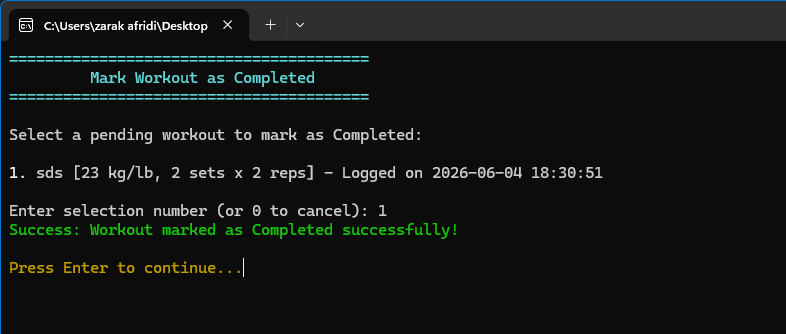 C:\Users\zarak afridi\Desktop
========================================
Mark Workout as Completed
========================================
Select a pending workout to mark as Completed:
1. sds [23 kg/lb, 2 sets x 2 reps] - Logged on 2026-06-04 18:30:51
Enter selection number (or 0 to cancel): 1
Success: Workout marked as Completed successfully!
Press Enter to continue...